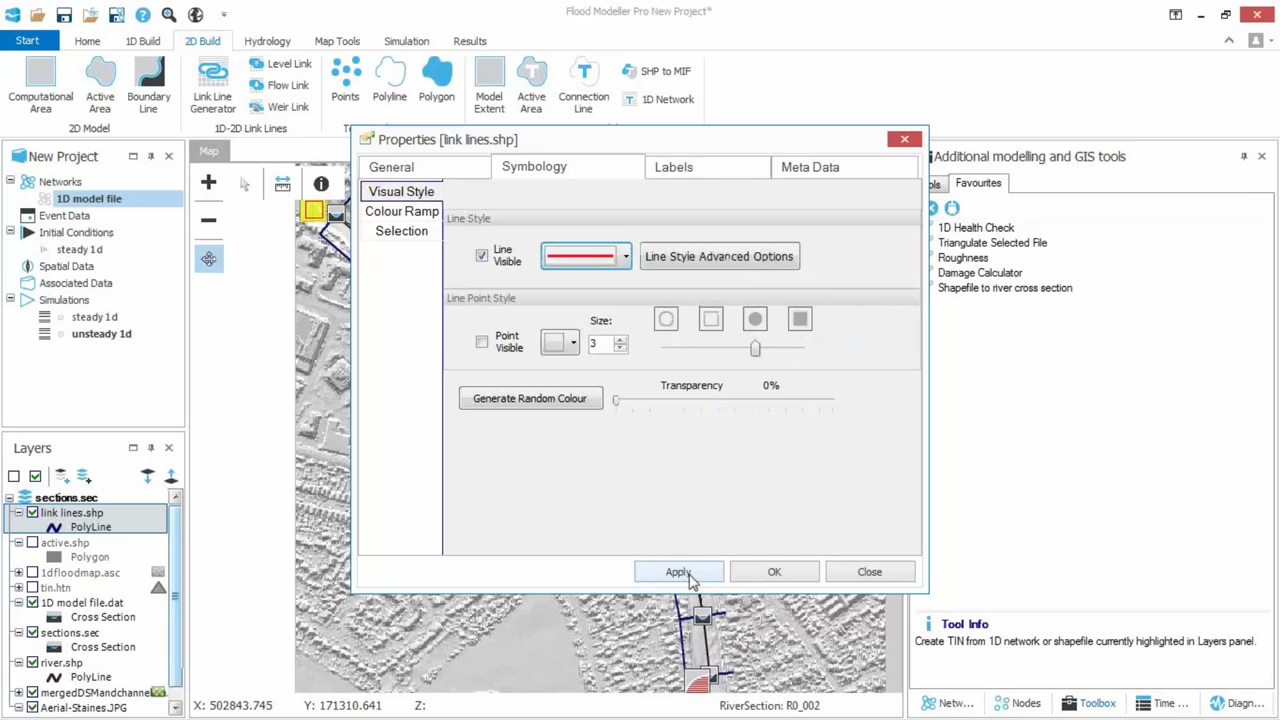 Flood Modeller Pro New Project*
Start
Home
1D Build
2D Build
Hydrology
Map Tools
Simulation
Results
Computational Area
Active Area
Boundary Line
2D Model
Link Line Generator
Level Link
Flow Link
Weir Link
1D-2D Link Lines
Points
Polyline
Polygon
Model Extent
Active Area
Connection Line
SHP to MIF
1D Network
New Project
Networks
1D model file
Event Data
Initial Conditions
steady 1d
Spatial Data
Associated Data
Simulations
steady 1d
unsteady 1d
Layers
sections.sec
link lines.shp
PolyLine
active.shp
Polygon
1dfloodmap.asc
tin.htn
1D model file.dat
Cross Section
sections.sec
Cross Section
river.shp
PolyLine
mergedDSMandchannel
Aerial-Staines.JPG
Map
Properties [link lines.shp]
General
Symbology
Labels
Meta Data
Visual Style
Colour Ramp
Selection
Line Style
Line Visible
Line Style Advanced Options
Line Point Style
Point Visible
Size:
3
Generate Random Colour
Transparency
0%
Apply
OK
Close
X: 502843.745
Y: 171310.641
Z:
RiverSection: R0_002
Additional modelling and GIS tools
Favourites
1D Health Check
Triangulate Selected File
Roughness
Damage Calculator
Shapefile to river cross section
Tool Info
Create TIN from 1D network or shapefile currently highlighted in Layers panel.
Netw...
Nodes
Toolbox
Time ...
Diagn...